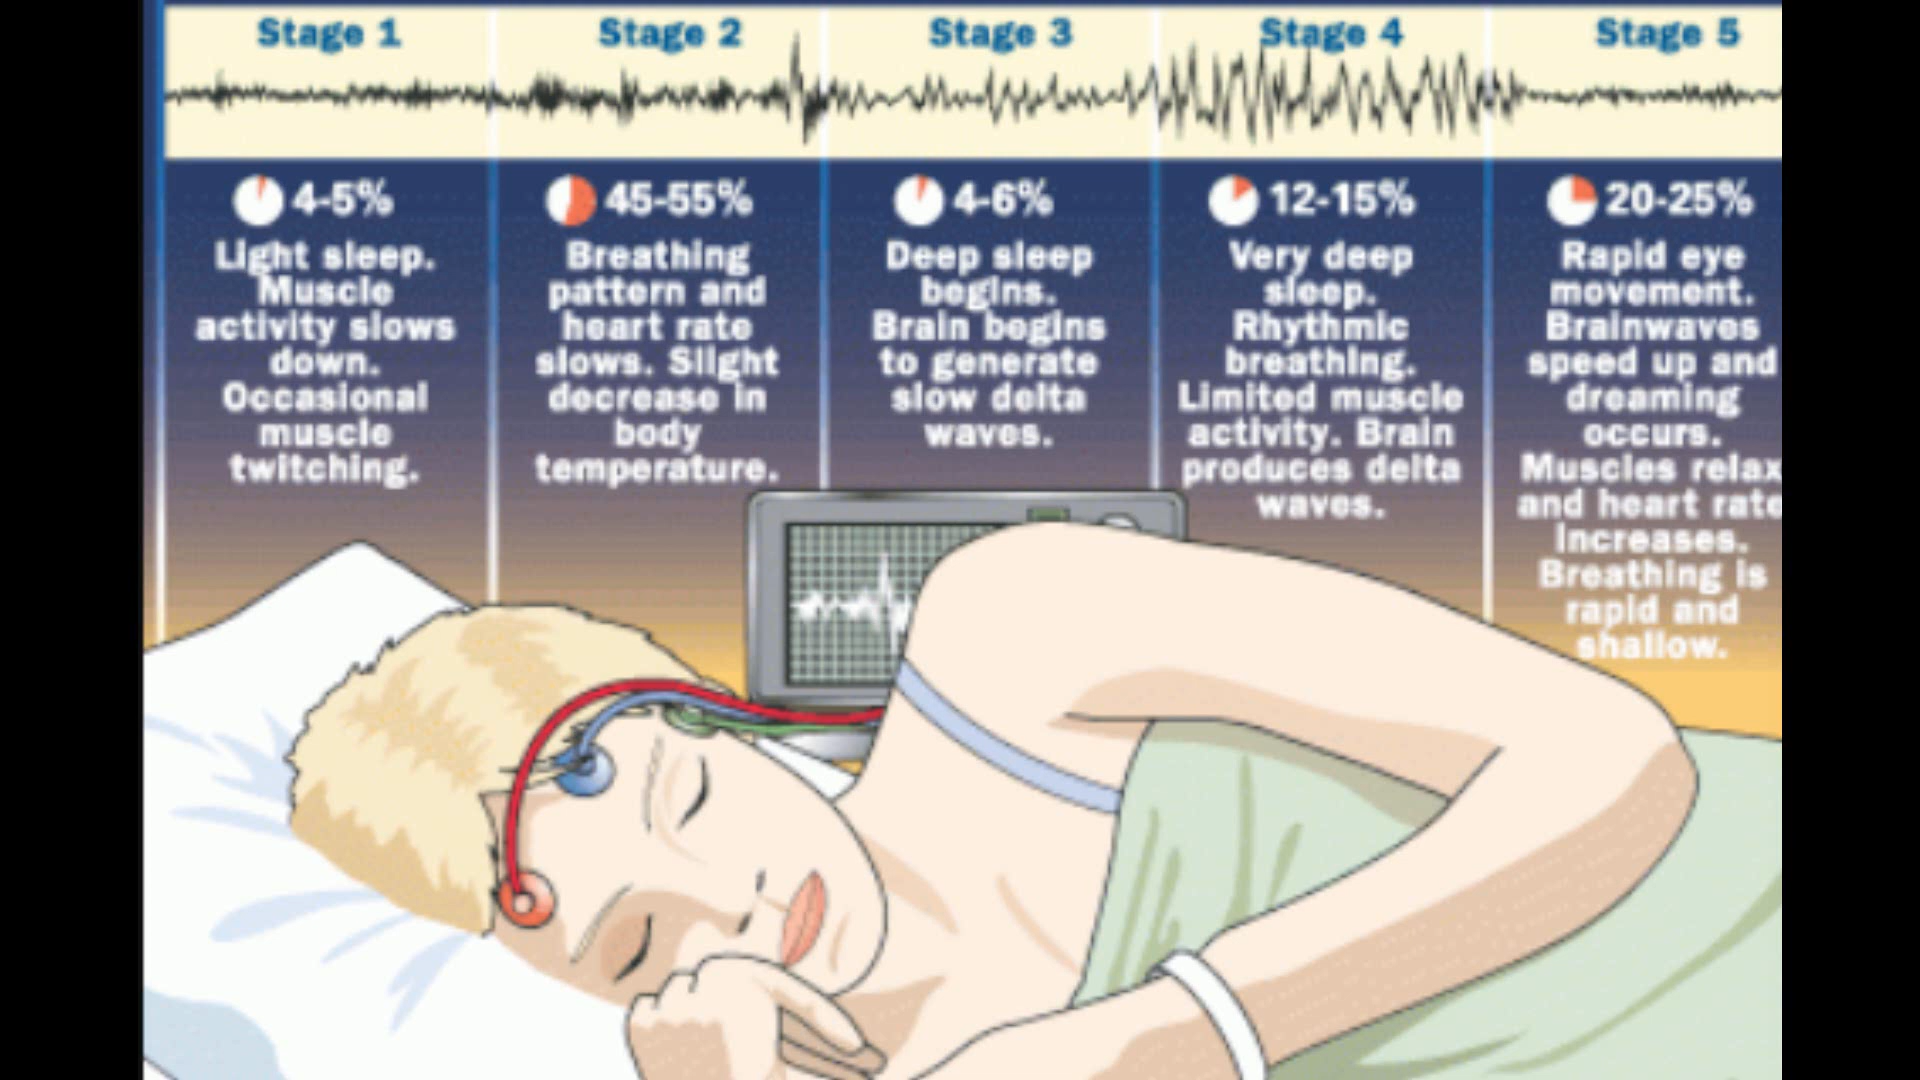 Stage 1
4-5%
Light sleep.
Muscle
activity slows
down.
Occasional
muscle
twitching.
Stage 2
45-55%
Breathing
pattern and
heart rate
slows. Slight
decrease in
body
temperature.
Stage 3
4-6%
Deep sleep
begins.
Brain begins
to generate
slow delta
waves.
Stage 4
12-15%
Very deep
sleep.
Rhythmic
breathing.
Limited muscle
activity. Brain
produces delta
waves.
Stage 5
20-25%
Rapid eye
movement.
Brainwaves
speed up and
dreaming
occurs.
Muscles relax
and heart rate
increases.
Breathing is
rapid and
shallow.